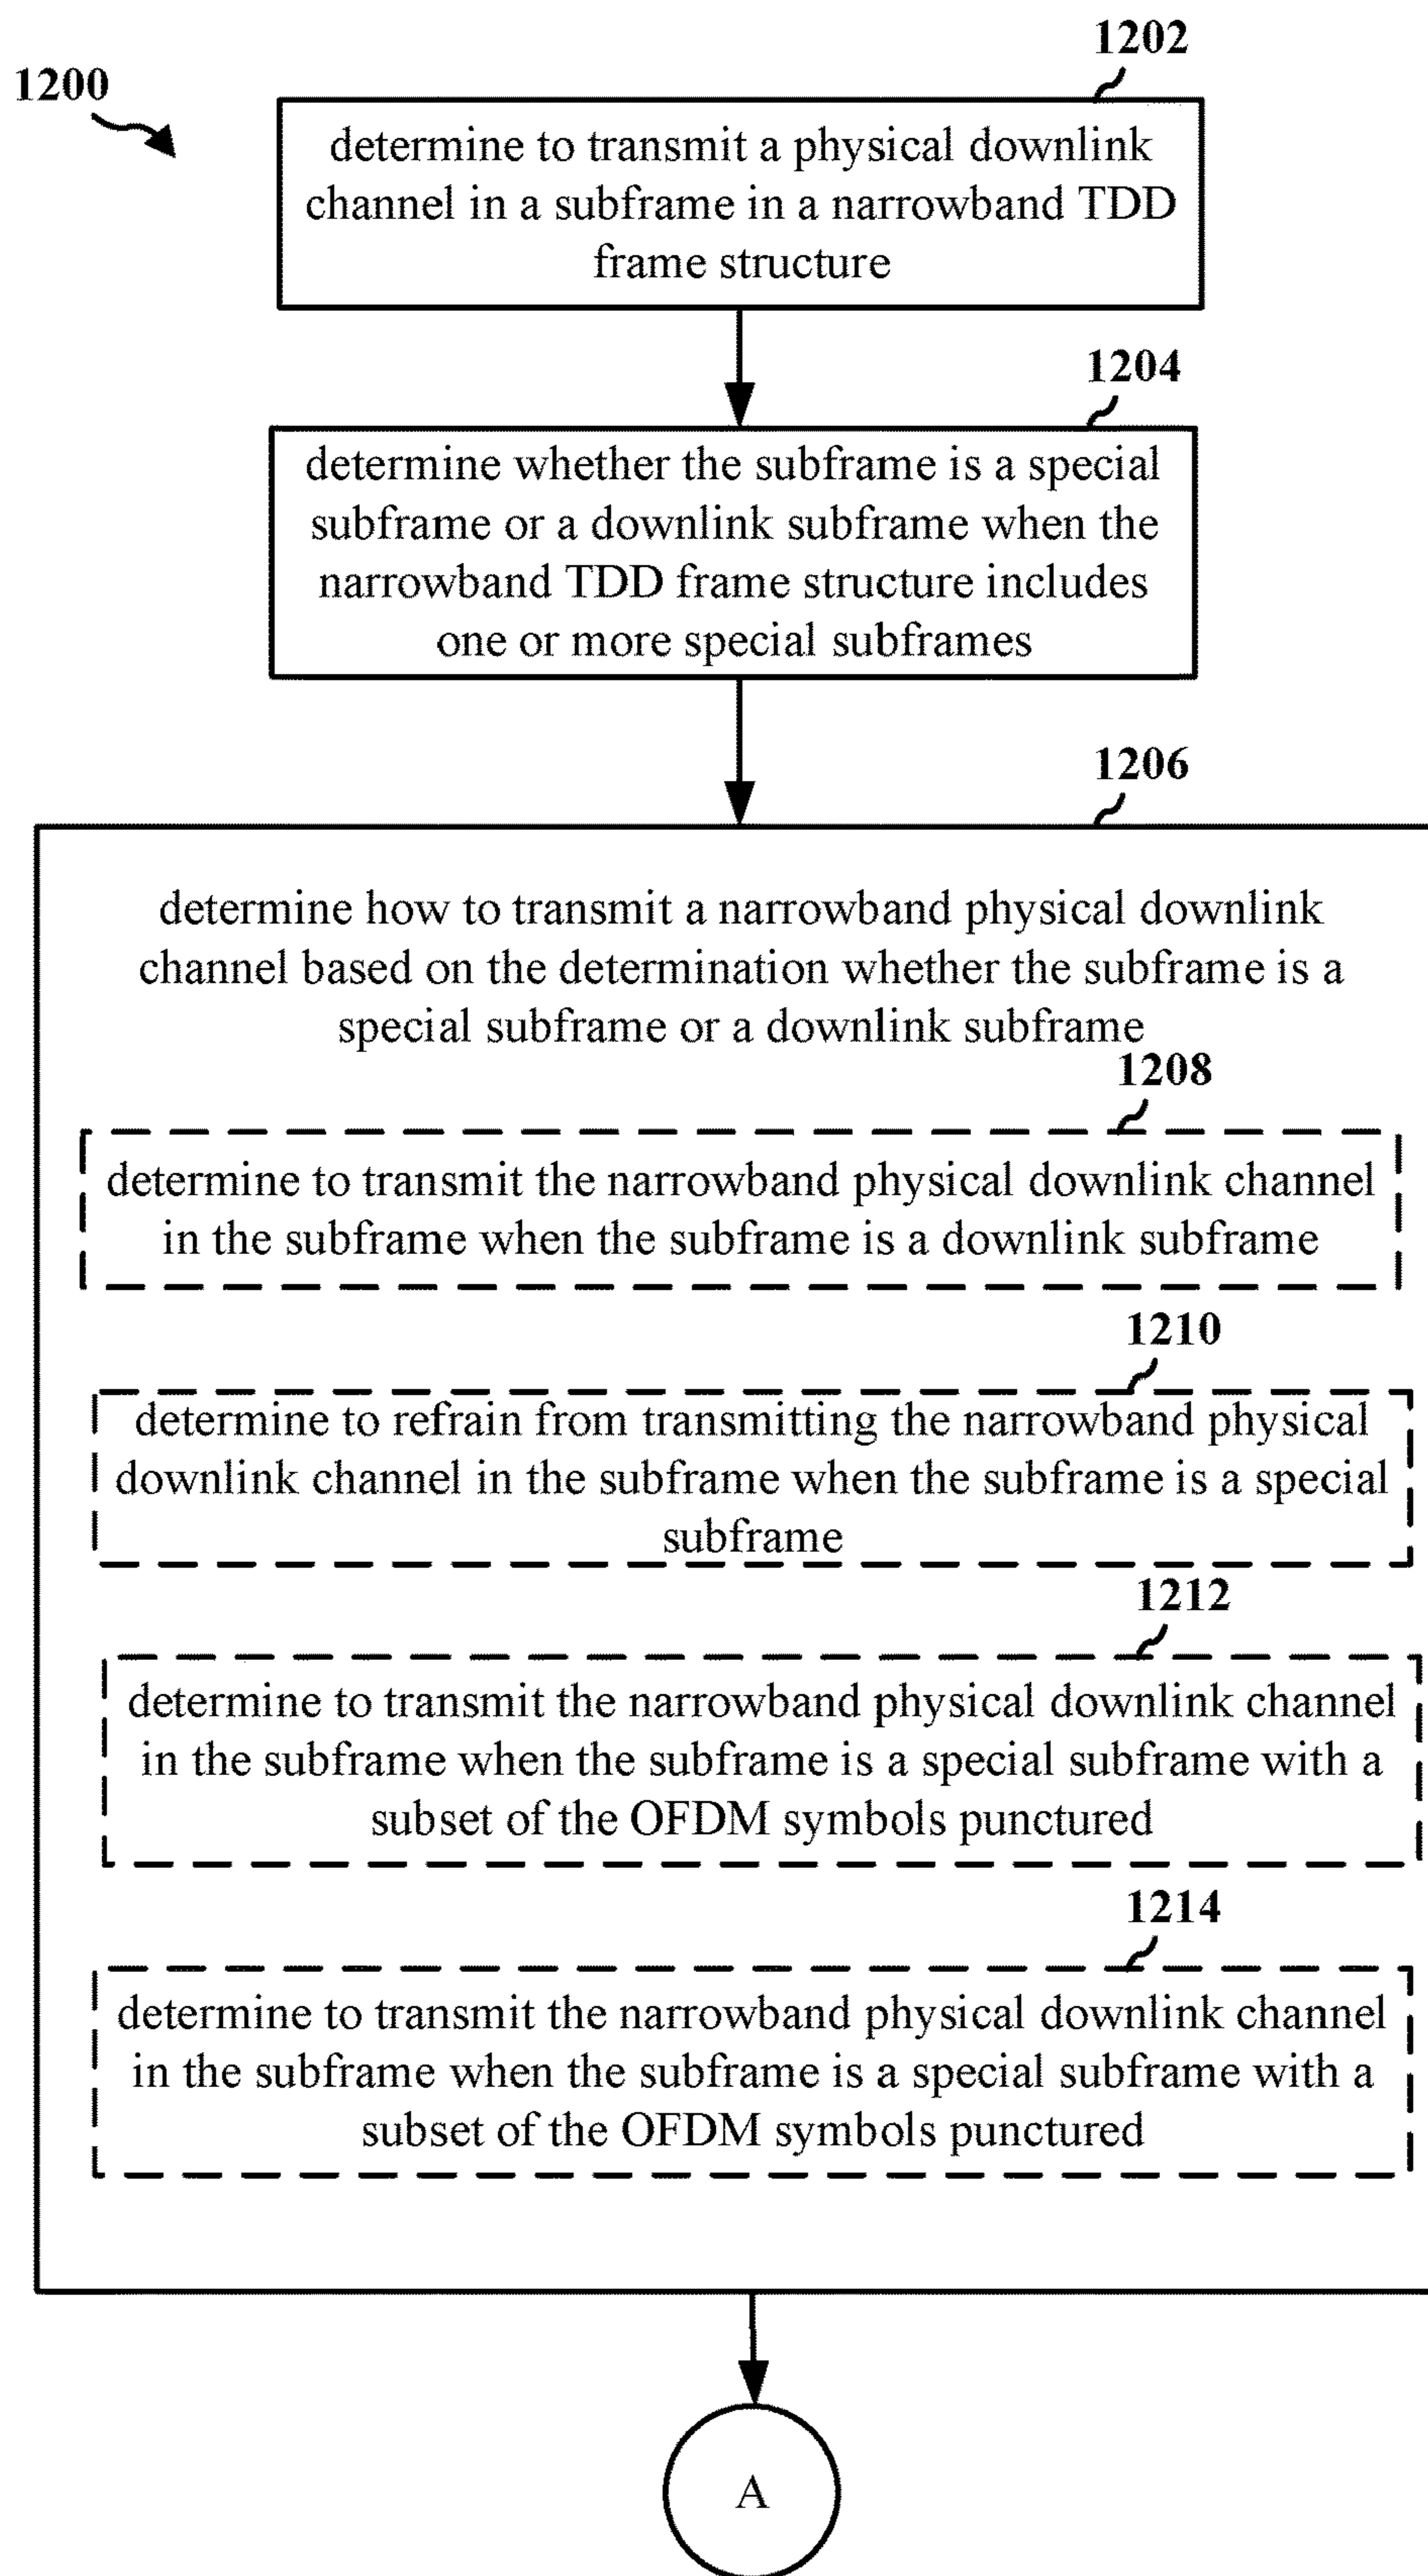 1202
1200
determine to transmit a physical downlink
channel in a subframe in a narrowband TDD
frame structure
1204
determine whether the subframe is a special
subframe or a downlink subframe when the
narrowband TDD frame structure includes
one or more special subframes
1206
determine how to transmit a narrowband physical downlink
channel based on the determination whether the subframe is a
special subframe or a downlink subframe
1208
determine to transmit the narrowband physical downlink channel
in the subframe when the subframe is a downlink subframe
1210
determine to refrain from transmitting the narrowband physical
downlink channel in the subframe when the subframe is a special
subframe
1212
determine to transmit the narrowband physical downlink channel
in the subframe when the subframe is a special subframe with a
subset of the OFDM symbols punctured
1214
determine to transmit the narrowband physical downlink channel
in the subframe when the subframe is a special subframe with a
subset of the OFDM symbols punctured
A